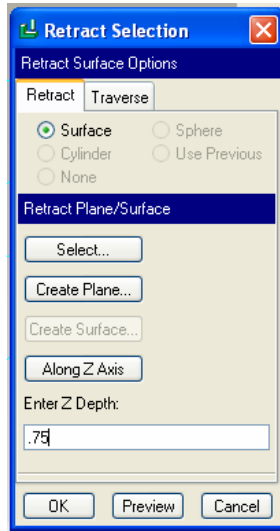 Retract Selection
Retract Surface Options
Retract Traverse
Surface Sphere
Cylinder Use Previous
None
Retract Plane/Surface
Select...
Create Plane...
Create Surface...
Along Z Axis
Enter Z Depth:
.75
OK Preview Cancel